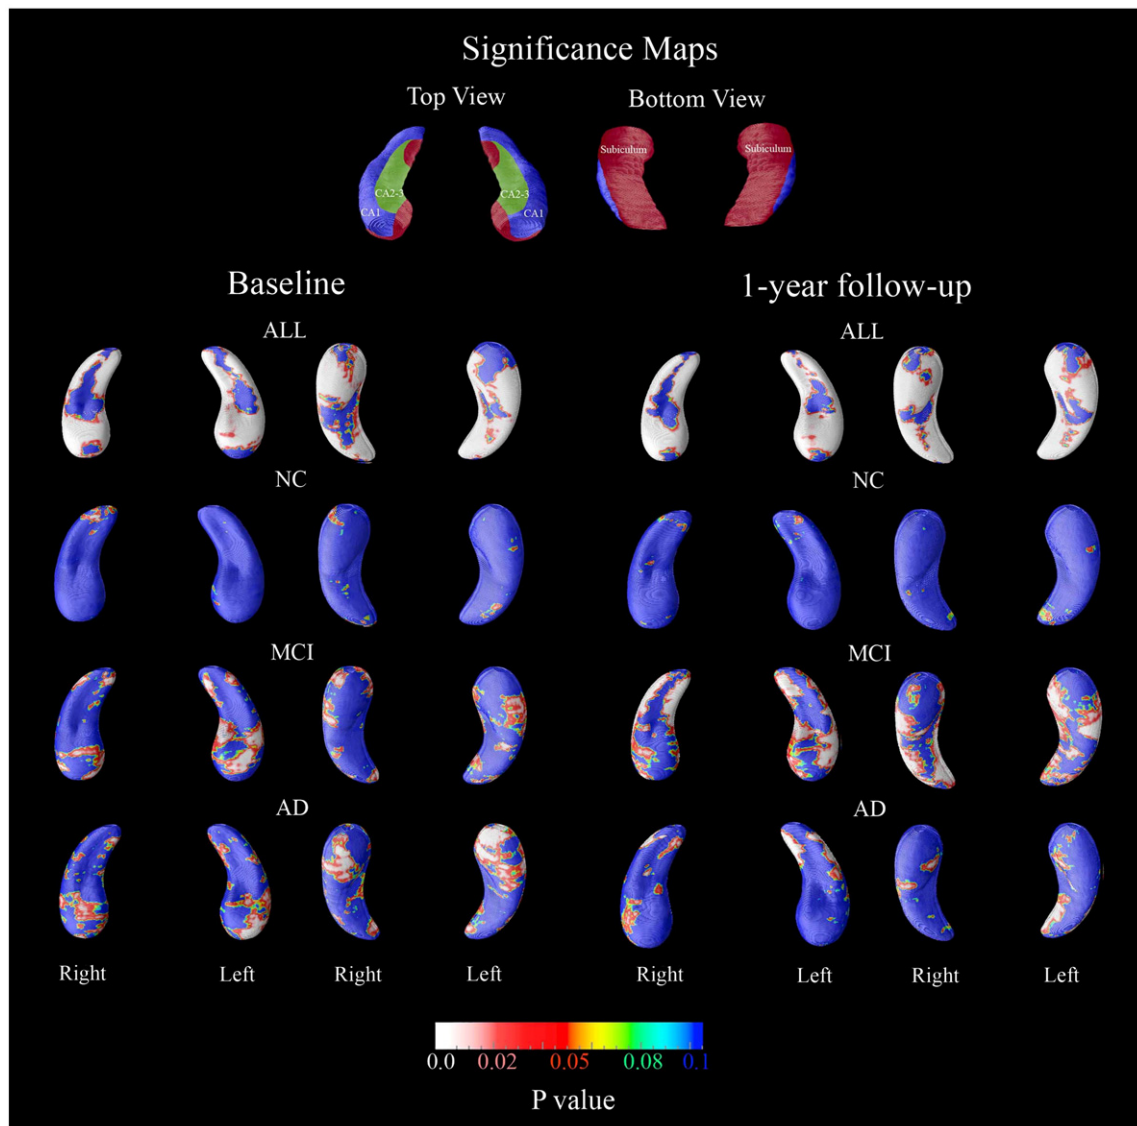 Significance Maps
Top View Bottom View
Subiculum Subiculum
CA2-3 CA2-3
CA1 CA1
Baseline 1-year follow-up
ALL ALL
NC NC
MCI MCI
AD AD
Right Left Right Left Right Left Right Left
0.0 0.02 0.05 0.08 0.1
P value